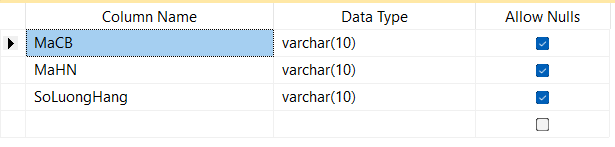 Column Name Data Type Allow Nulls
MaCB varchar(10)
MaHN varchar(10)
SoLuongHang varchar(10)